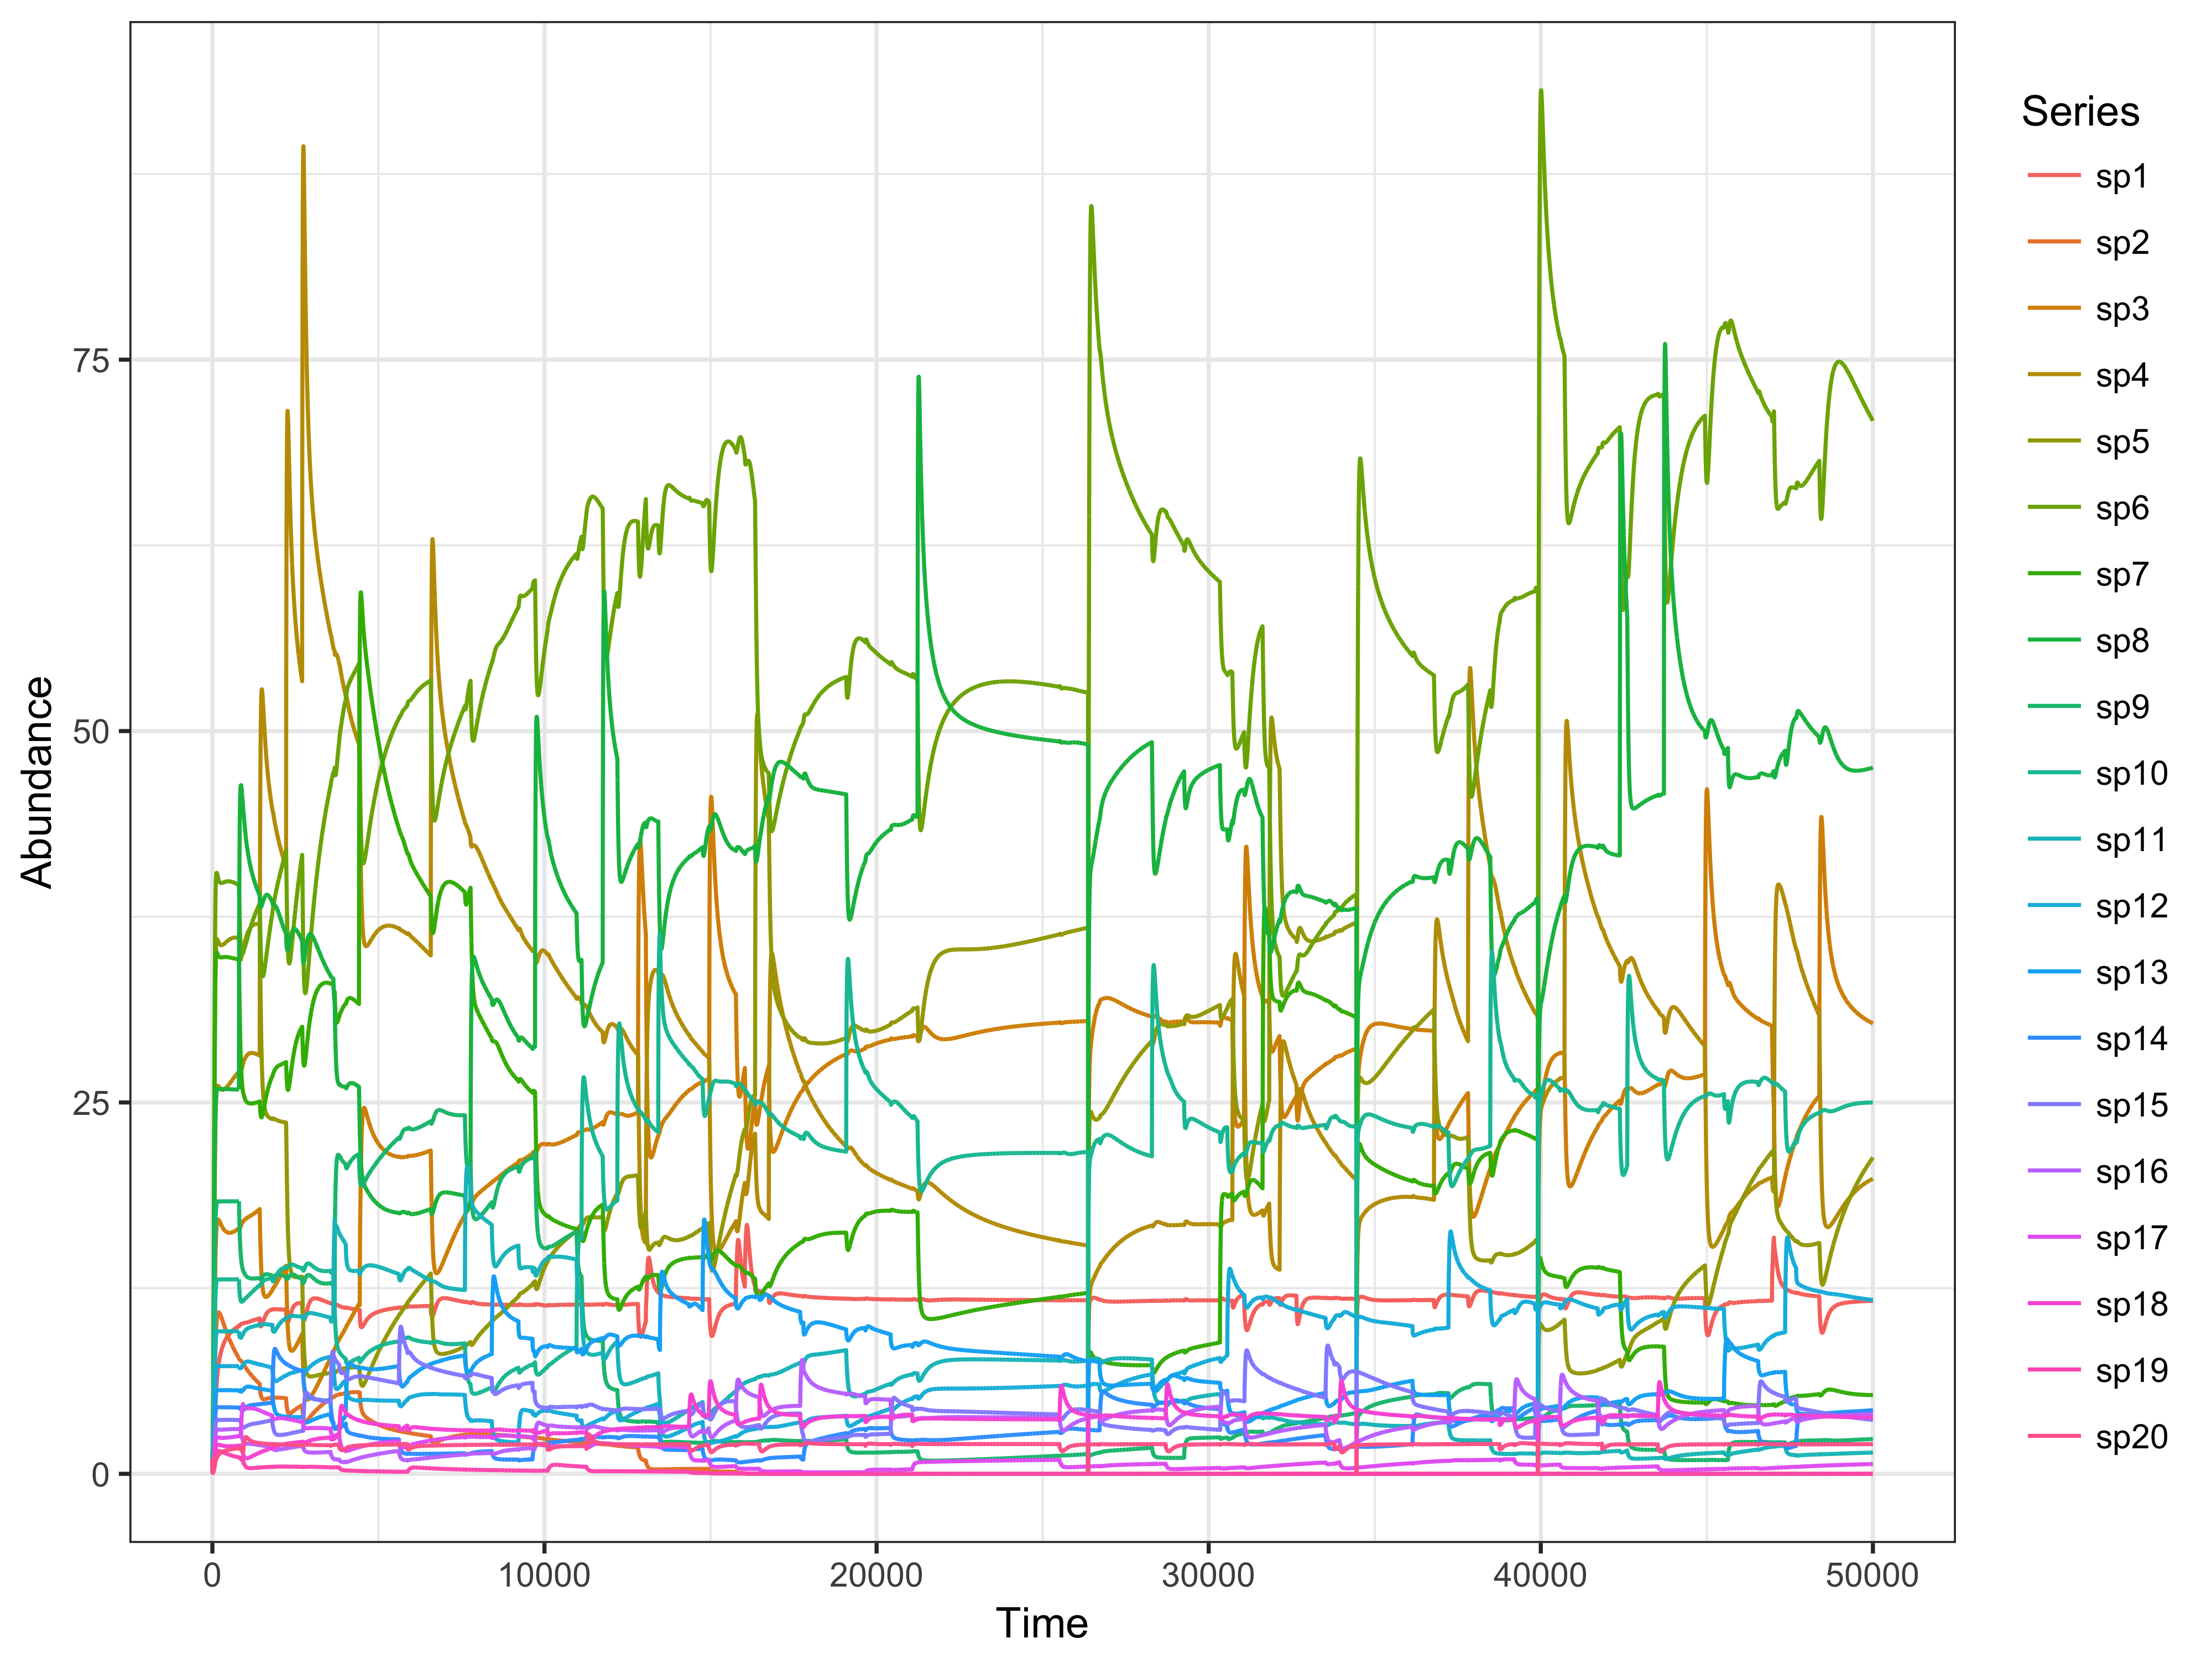 Abundance
75
50
25
0
0 10000 20000 30000 40000 50000
Time
Series
sp1
sp2
sp3
sp4
sp5
sp6
sp7
sp8
sp9
sp10
sp11
sp12
sp13
sp14
sp15
sp16
sp17
sp18
sp19
sp20